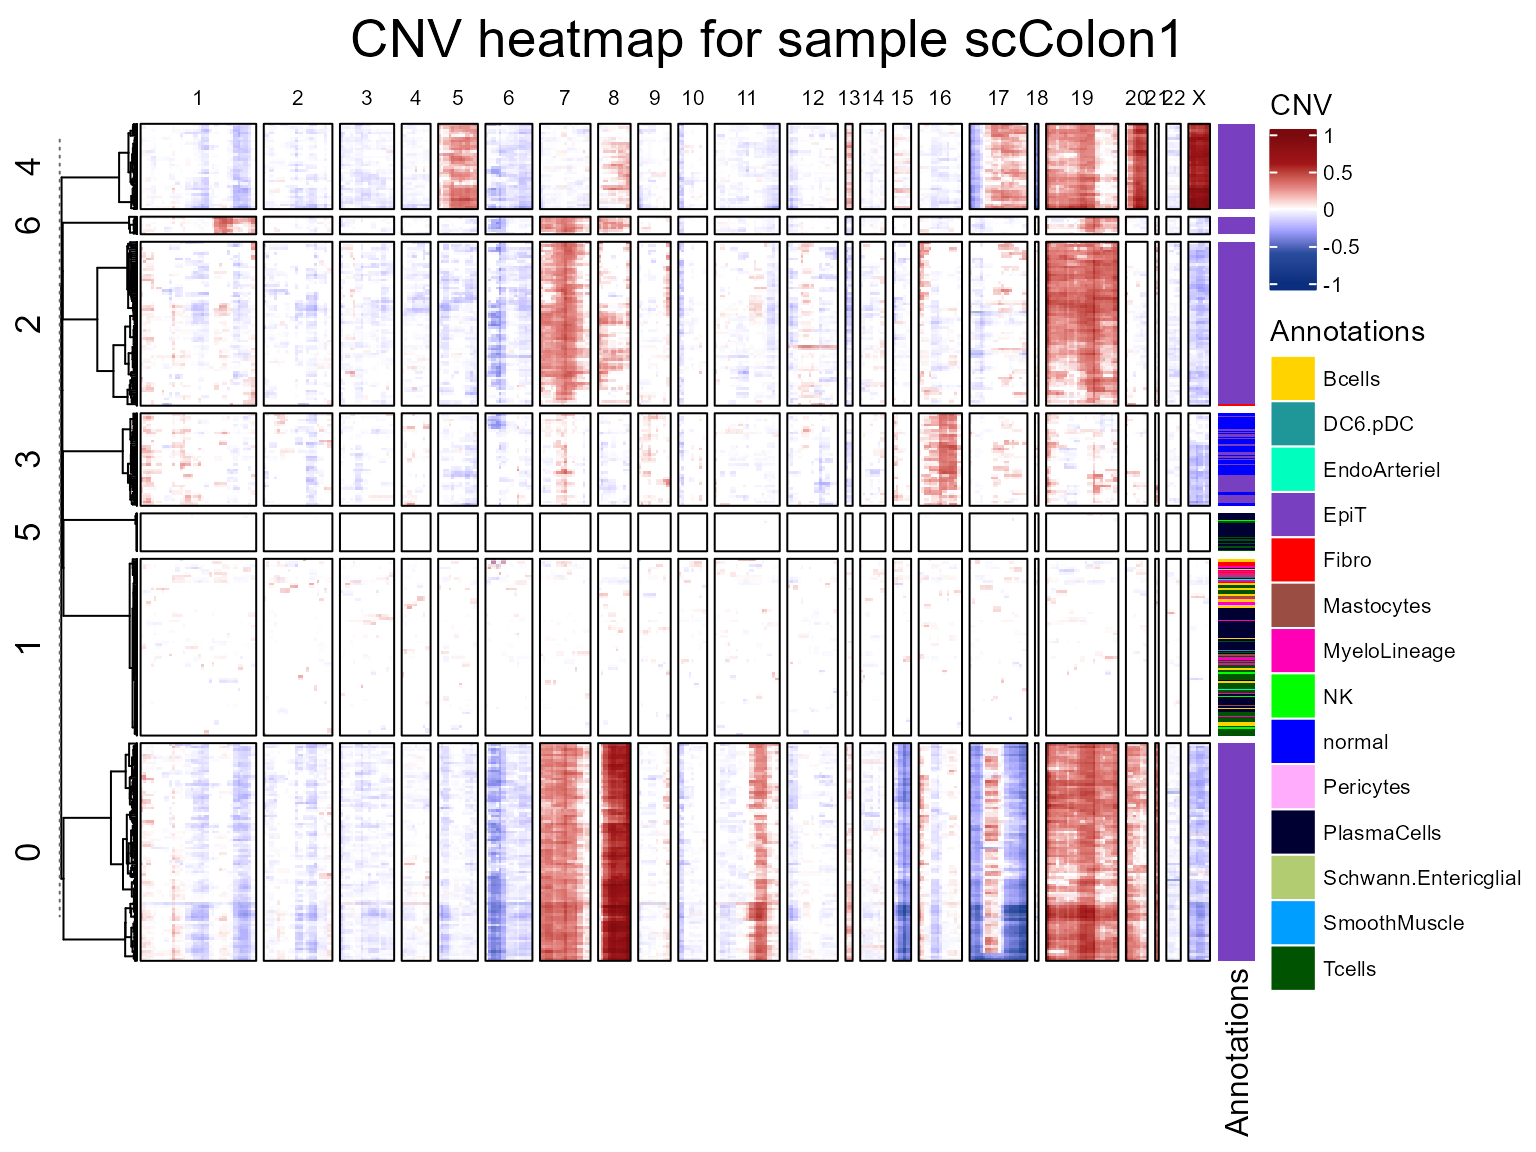 CNV heatmap for sample scColon1
1 2 3 4 5 6 7 8 9 10 11 12 13 14 15 16 17 18 19 20 21 22 X
4
6
2
3
5
1
0
CNV
1
0.5
0
-0.5
-1
Annotations
Bcells
DC6.pDC
EndoArteriel
EpiT
Fibro
Mastocytes
MyeloLineage
NK
normal
Pericytes
PlasmaCells
Schwann.Entericglial
SmoothMuscle
Tcells
Annotations